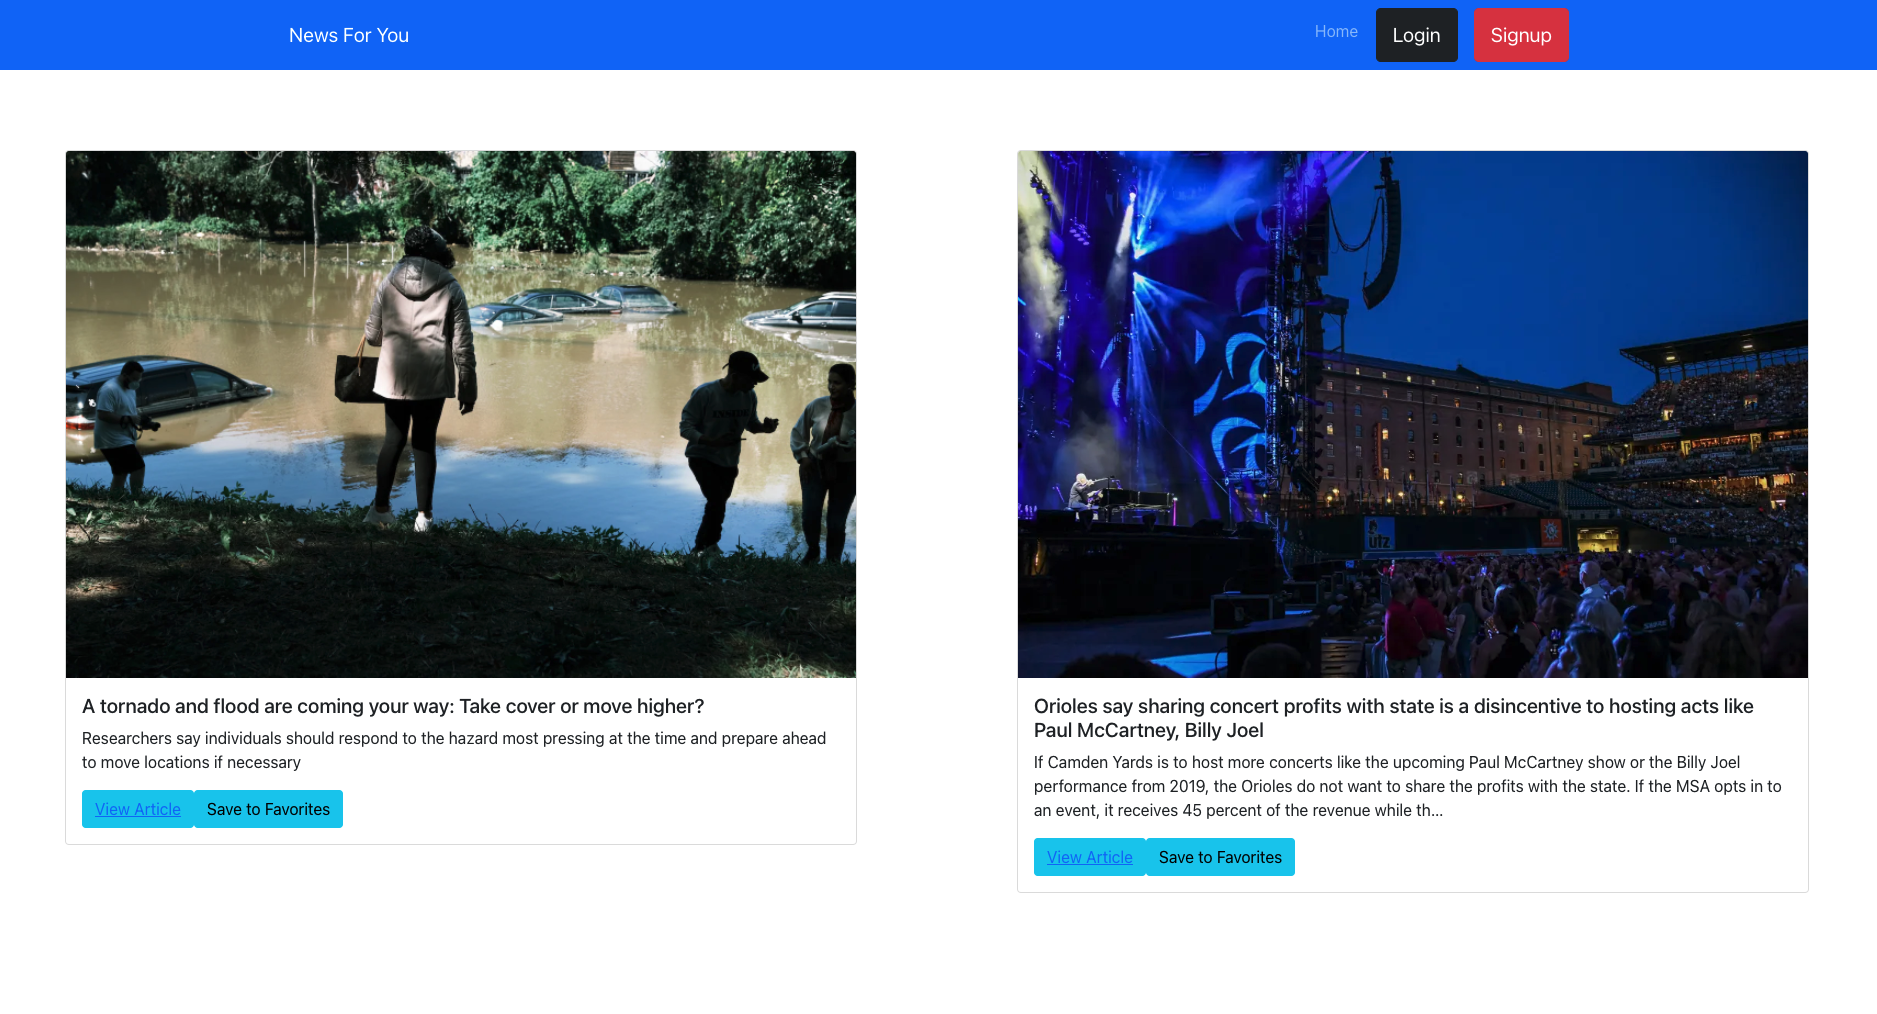 News For You
Home
Login
Signup
A tornado and flood are coming your way: Take cover or move higher?
Researchers say individuals should respond to the hazard most pressing at the time and prepare ahead
to move locations if necessary
View Article
Save to Favorites
utz
Orioles say sharing concert profits with state is a disincentive to hosting acts like
Paul McCartney, Billy Joel
If Camden Yards is to host more concerts like the upcoming Paul McCartney show or the Billy Joel
performance from 2019, the Orioles do not want to share the profits with the state. If the MSA opts in to
an event, it receives 45 percent of the revenue while th...
View Article
Save to Favorites